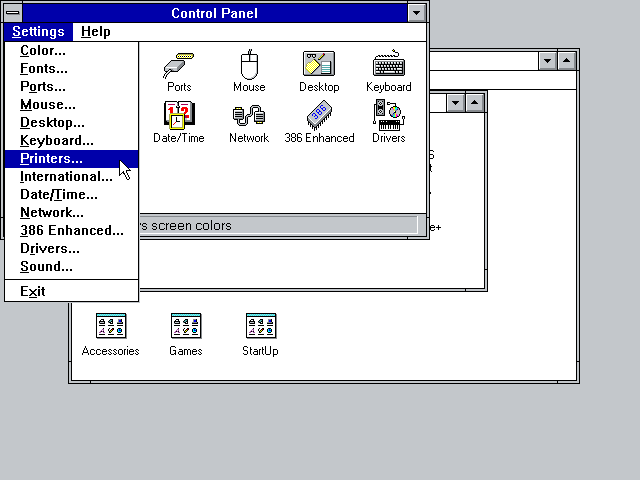 Control Panel
Settings Help
Color...
Fonts...
Ports...
Mouse...
Desktop...
Keyboard...
Printers...
International...
Date/Time...
Network...
386 Enhanced...
Drivers...
Sound...
Exit
Ports Mouse Desktop Keyboard
Date/Time Network 386 Enhanced Drivers
screen colors
Accessories Games StartUp